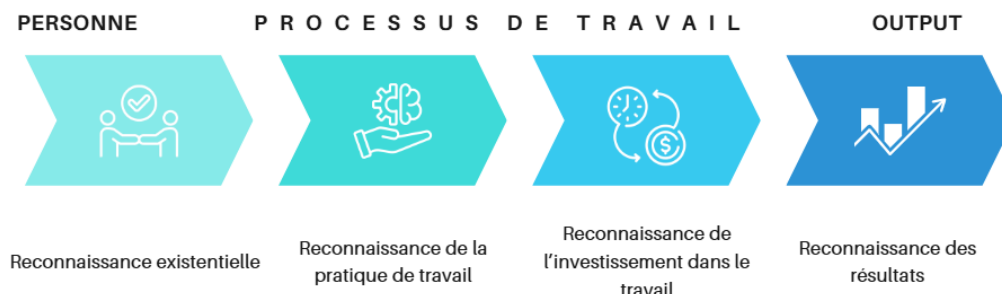 PERSONNE
PROCESSUS DE TRAVAIL
OUTPUT
$
Reconnaissance existentielle
Reconnaissance de la
pratique de travail
Reconnaissance de
l'investissement dans le
travail
Reconnaissance des
résultats